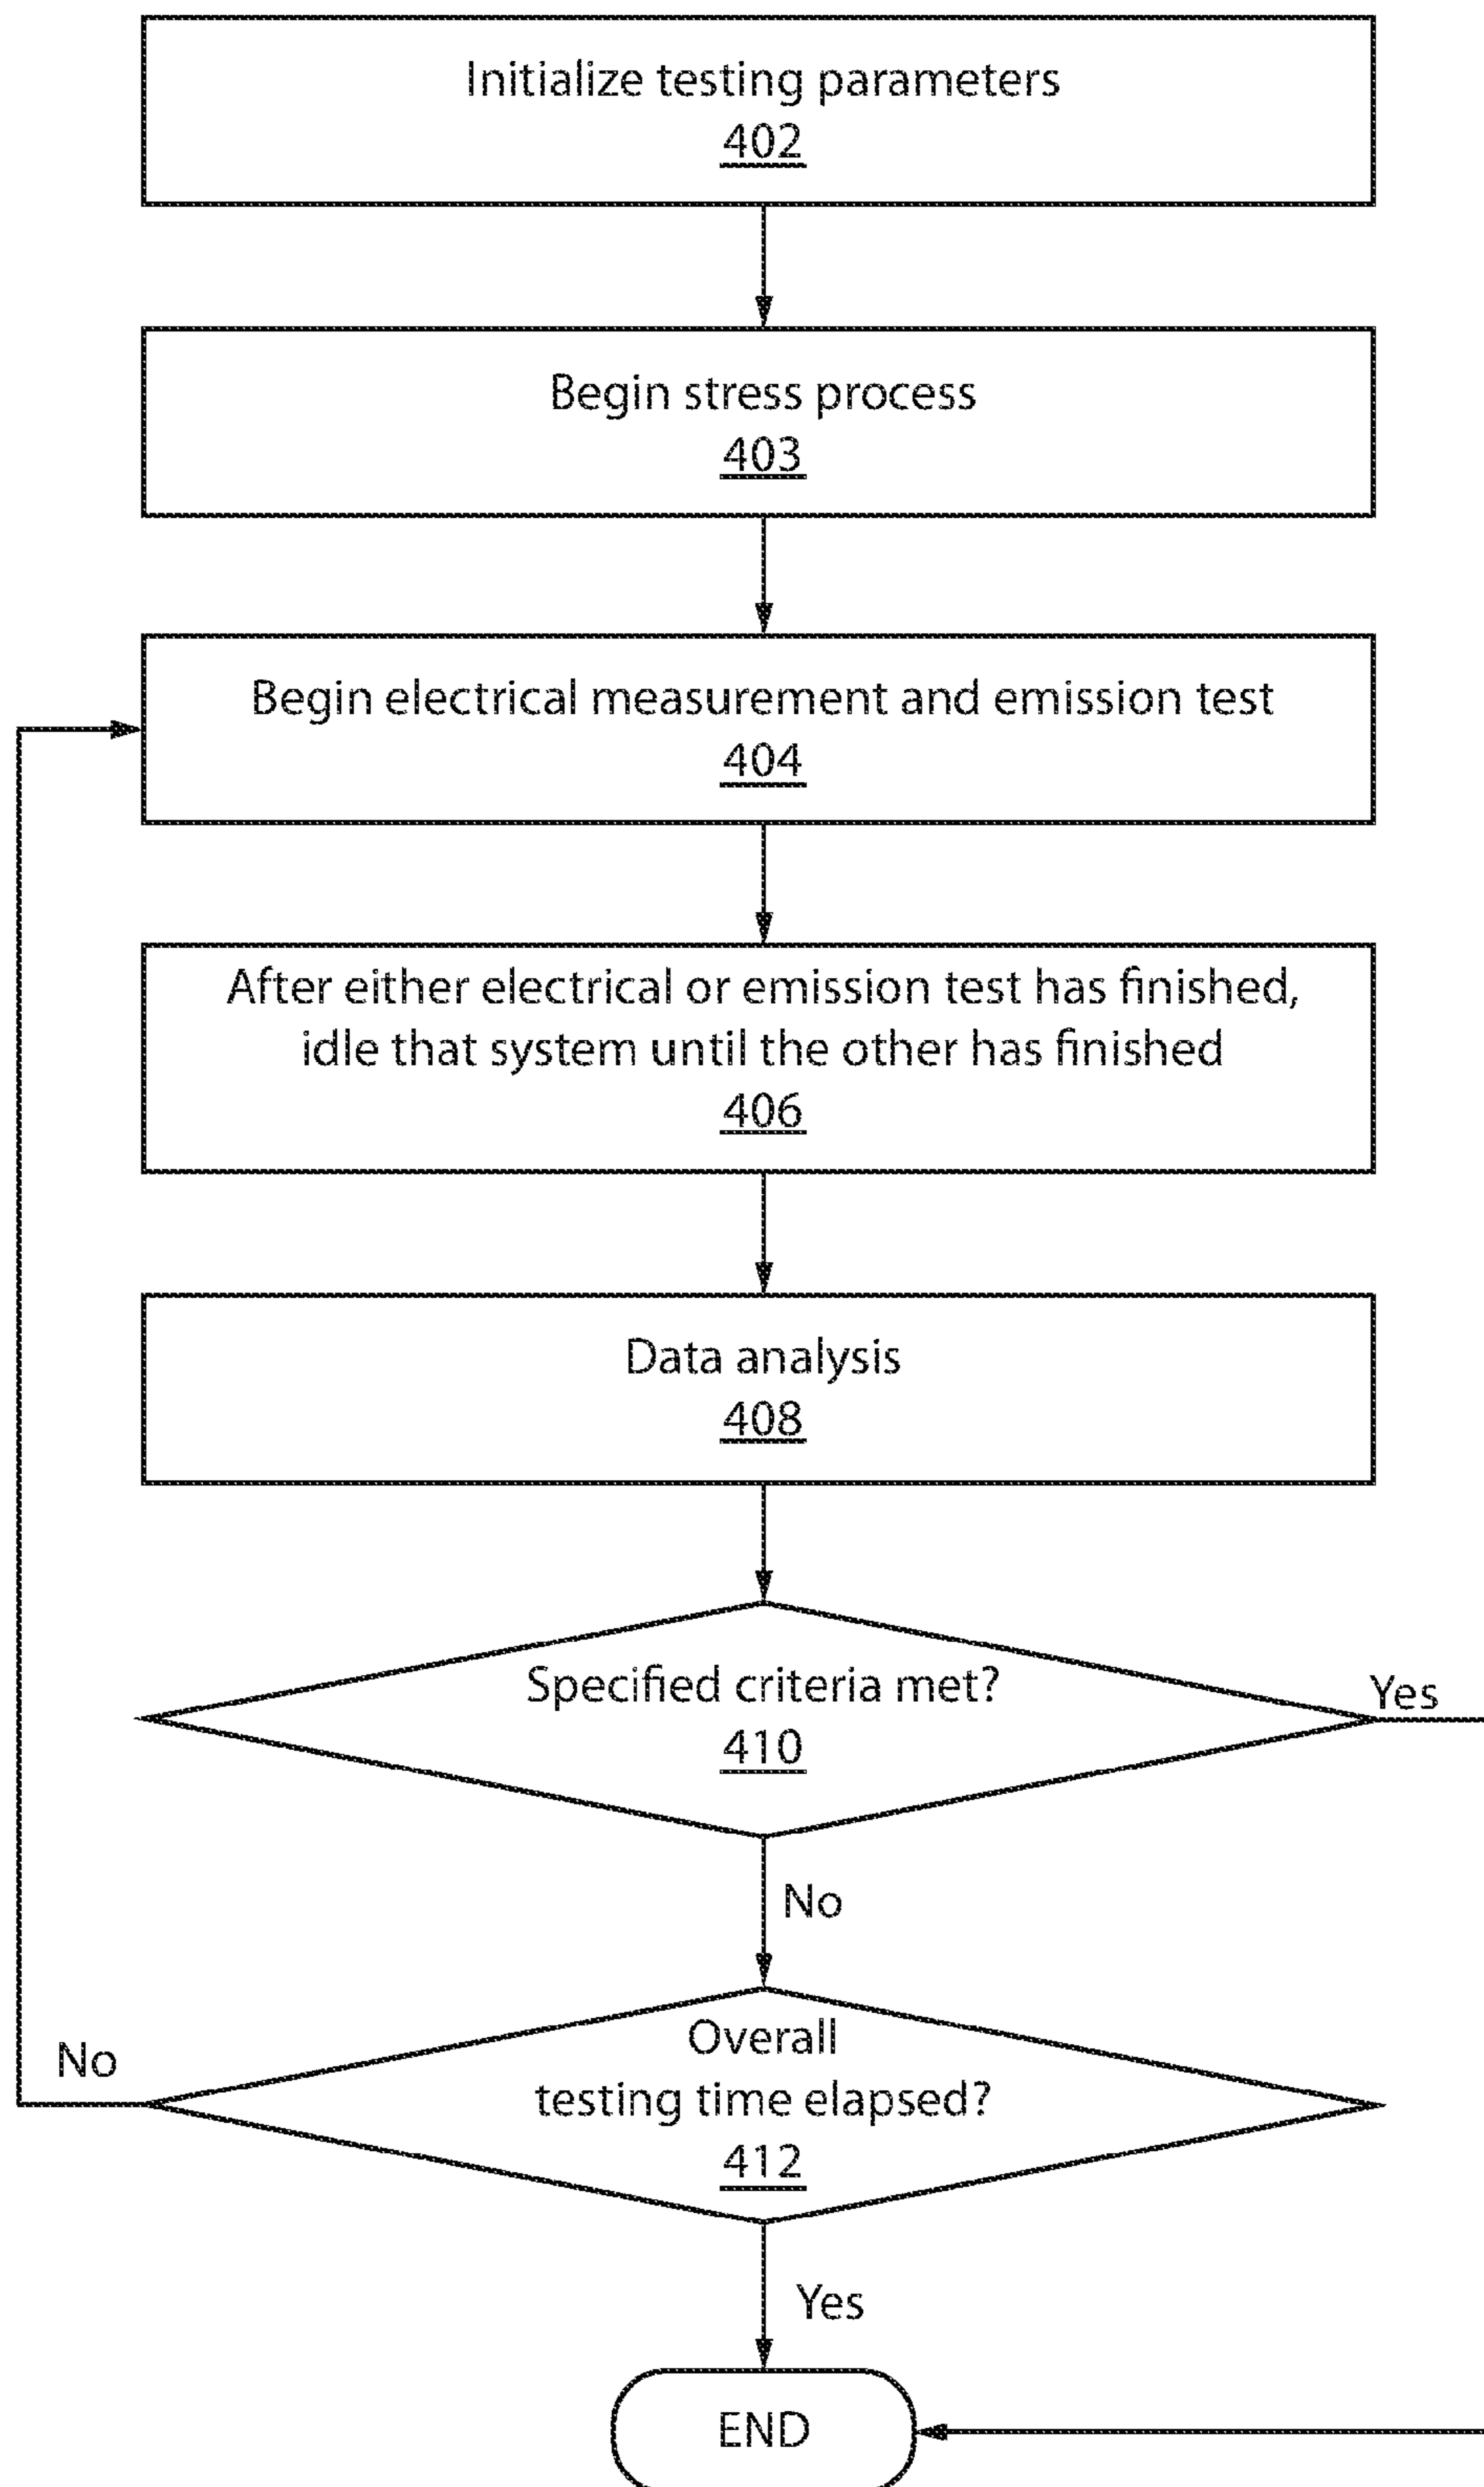 Initialize testing parameters
402
Begin stress process
403
Begin electrical measurement and emission test
404
After either electrical or emission test has finished,
idle that system until the other has finished
406
Data analysis
408
Specified criteria met?
410
Yes
No
Overall
testing time elapsed?
412
No
Yes
END